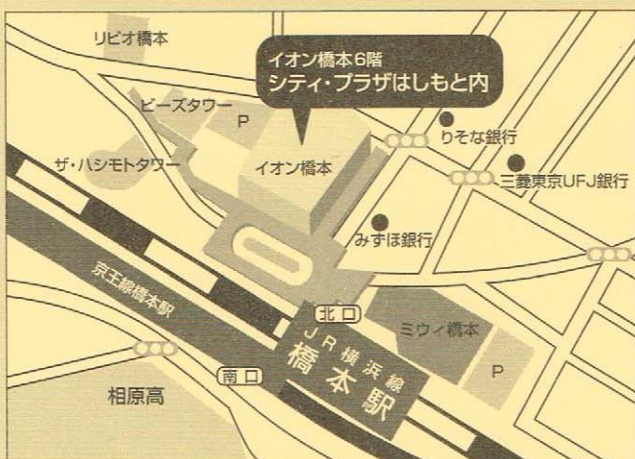 リビオ橋本
イオン橋本6階
シティ・プラザはしもと内
ビーズタワー
P
りそな銀行
ザ・ハシモトタワー
イオン橋本
三菱東京UFJ銀行
みずほ銀行
京王線橋本駅
北口
ミウィ橋本
JR横浜線
橋本駅
P
南口
相原高